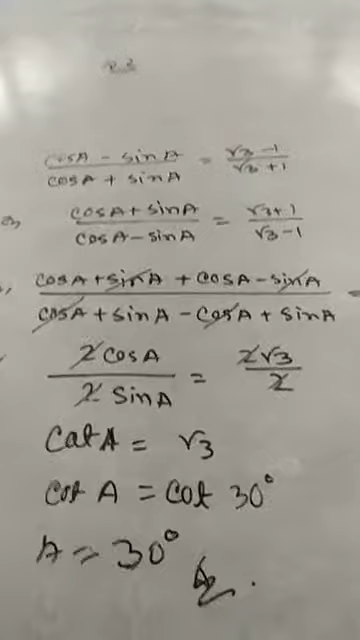 cosA - sinA / cosA + sinA = √3 - 1 / √3 + 1
cosA + sinA / cosA - sinA = √3+1 / √3 - 1
cosA + sinA + cosA - sinA / cosA + sinA - cosA + sinA =
2 cosA / 2 sinA = 2√3 / 2
Cot A = √3
cot A = cot 30°
A = 30°